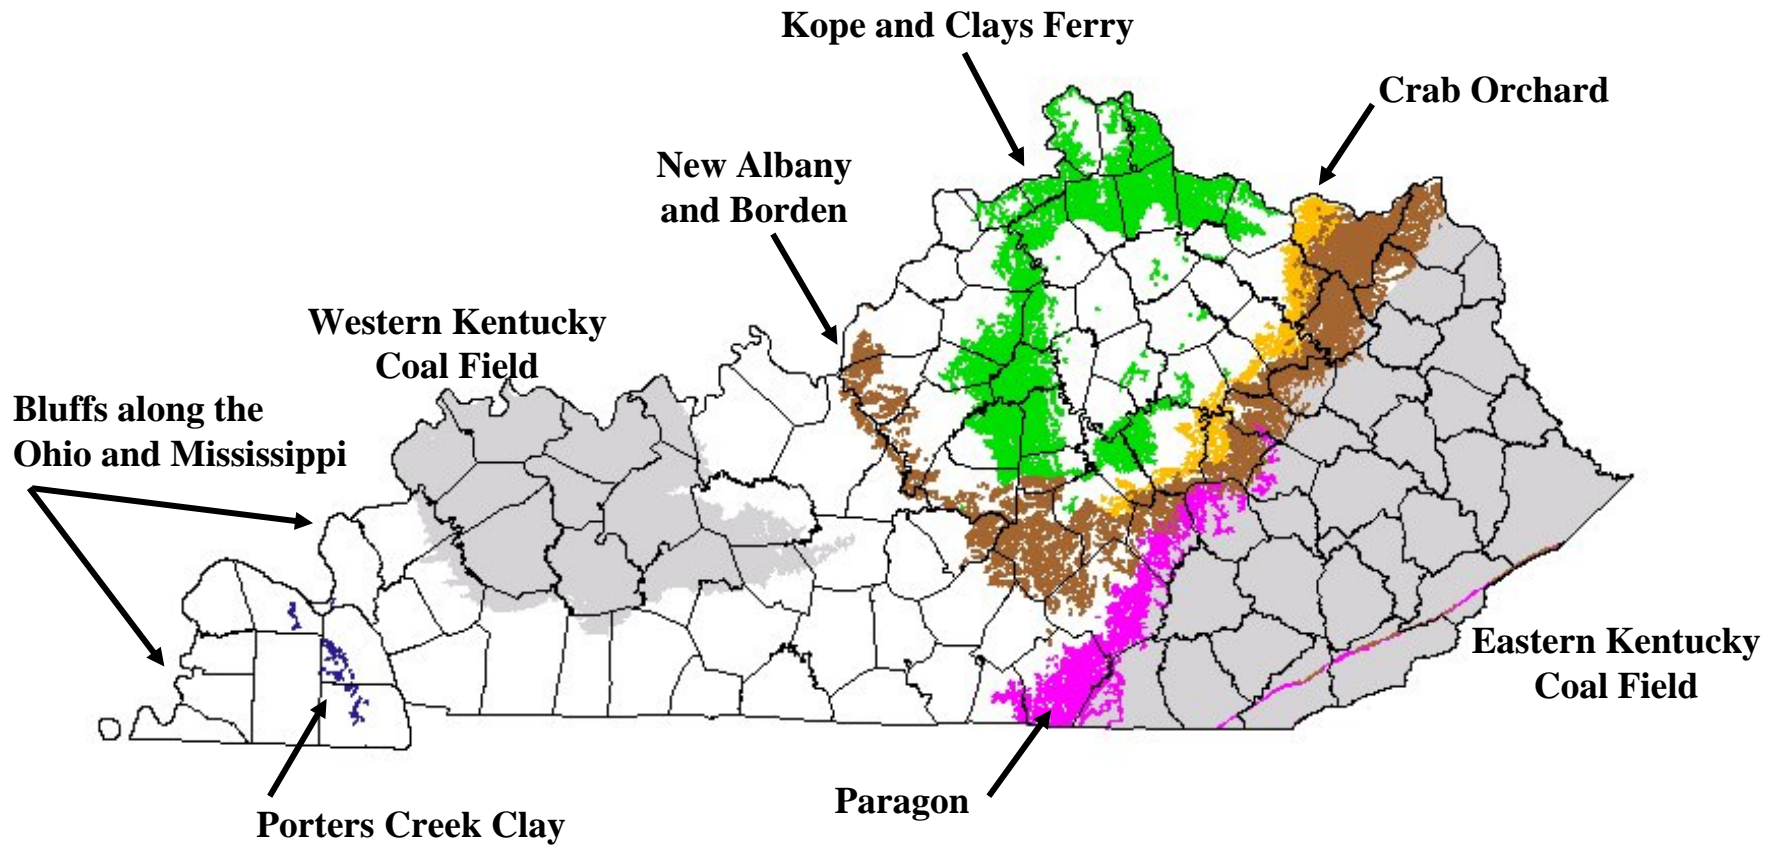 Kope and Clays Ferry
Crab Orchard
New Albany
and Borden
Western Kentucky
Coal Field
Bluffs along the
Ohio and Mississippi
Eastern Kentucky
Coal Field
Paragon
Porters Creek Clay